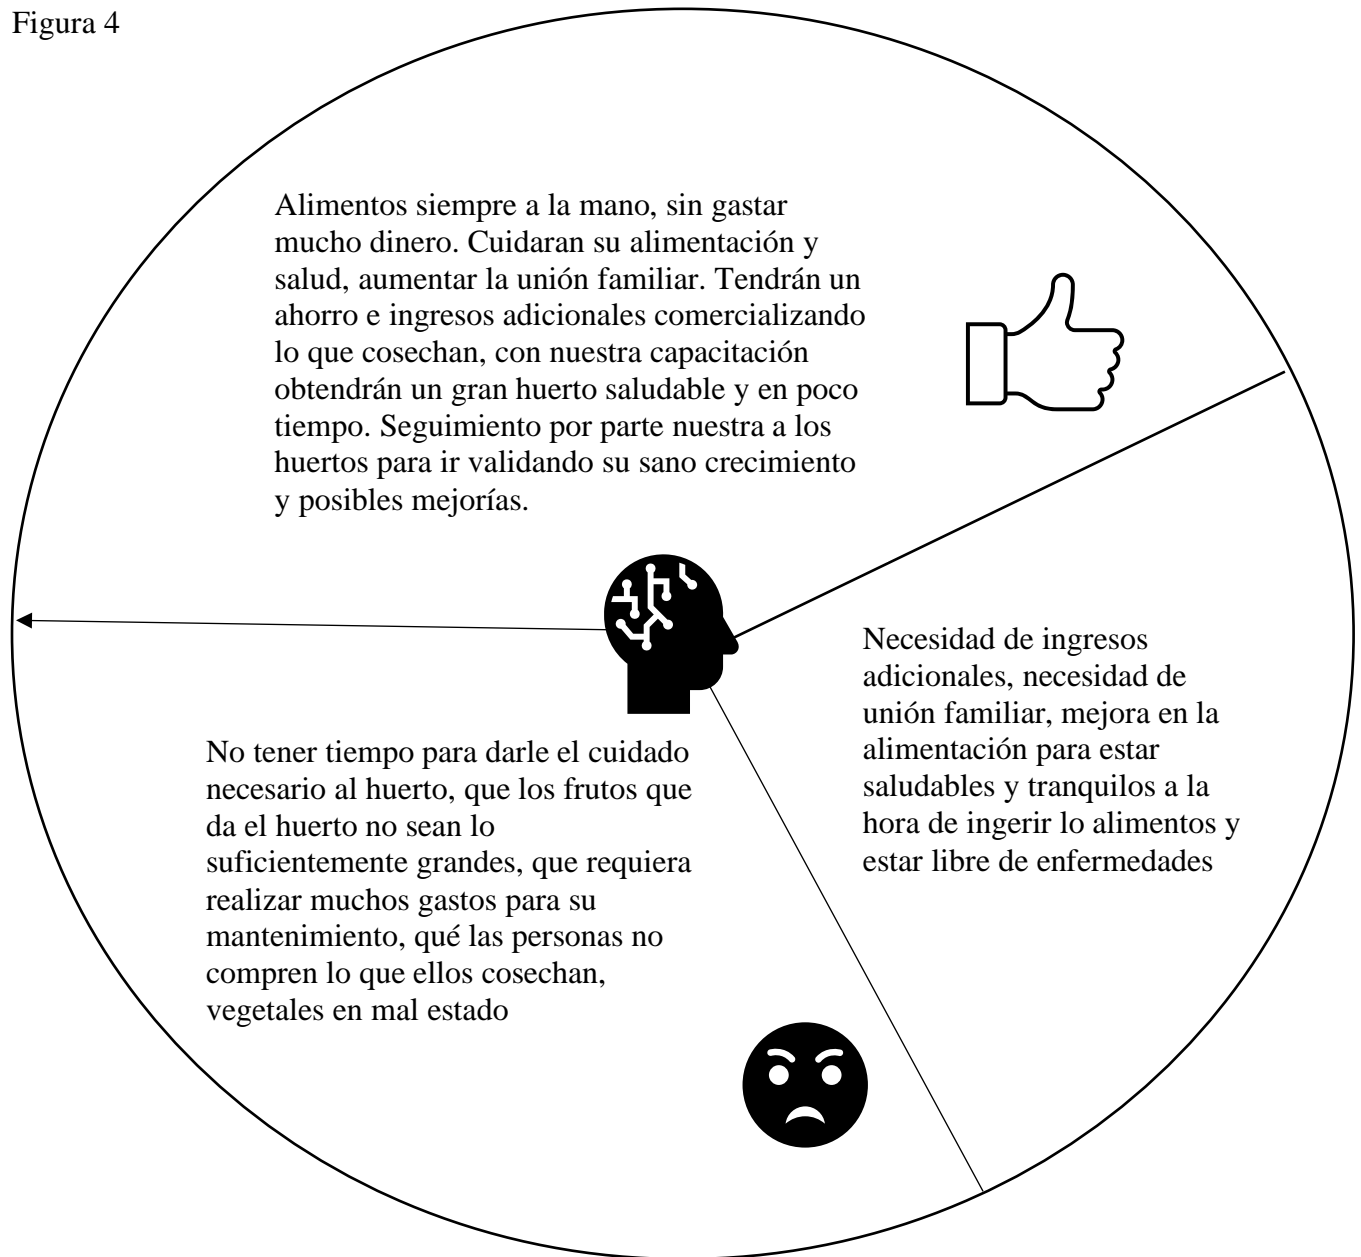 Figura 4
Alimentos siempre a la mano, sin gastar
mucho dinero. Cuidaran su alimentación y
salud, aumentar la unión familiar. Tendrán un
ahorro e ingresos adicionales comercializando
lo que cosechan, con nuestra capacitación
obtendrán un gran huerto saludable y en poco
tiempo. Seguimiento por parte nuestra a los
huertos para ir validando su sano crecimiento
y posibles mejorías.
Necesidad de ingresos
adicionales, necesidad de
unión familiar, mejora en la
alimentación para estar
saludables y tranquilos a la
hora de ingerir lo alimentos y
estar libre de enfermedades
No tener tiempo para darle el cuidado
necesario al huerto, que los frutos que
da el huerto no sean lo
suficientemente grandes, que requiera
realizar muchos gastos para su
mantenimiento, qué las personas no
compren lo que ellos cosechan,
vegetales en mal estado